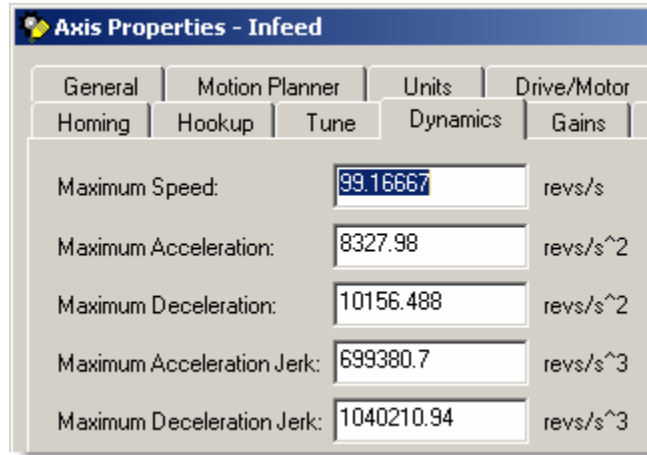 Axis Properties - Infeed
General Motion Planner Units Drive/Motor
Homing Hookup Tune Dynamics Gains
Maximum Speed: 99.16667 revs/s
Maximum Acceleration: 8327.98 revs/s^2
Maximum Deceleration: 10156.488 revs/s^2
Maximum Acceleration Jerk: 699380.7 revs/s^3
Maximum Deceleration Jerk: 1040210.94 revs/s^3